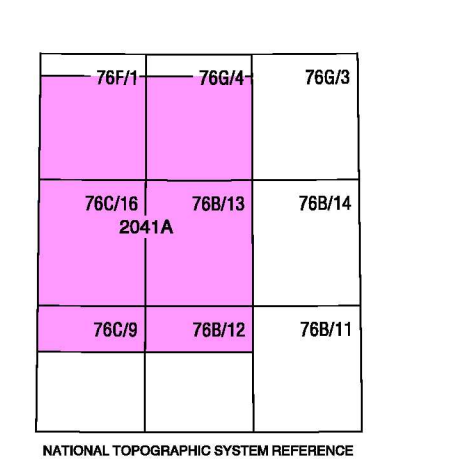 76F/1 76G/4 76G/3
76C/16 76B/13 76B/14
2041A
76C/9 76B/12 76B/11
NATIONAL TOPOGRAPHIC SYSTEM REFERENCE